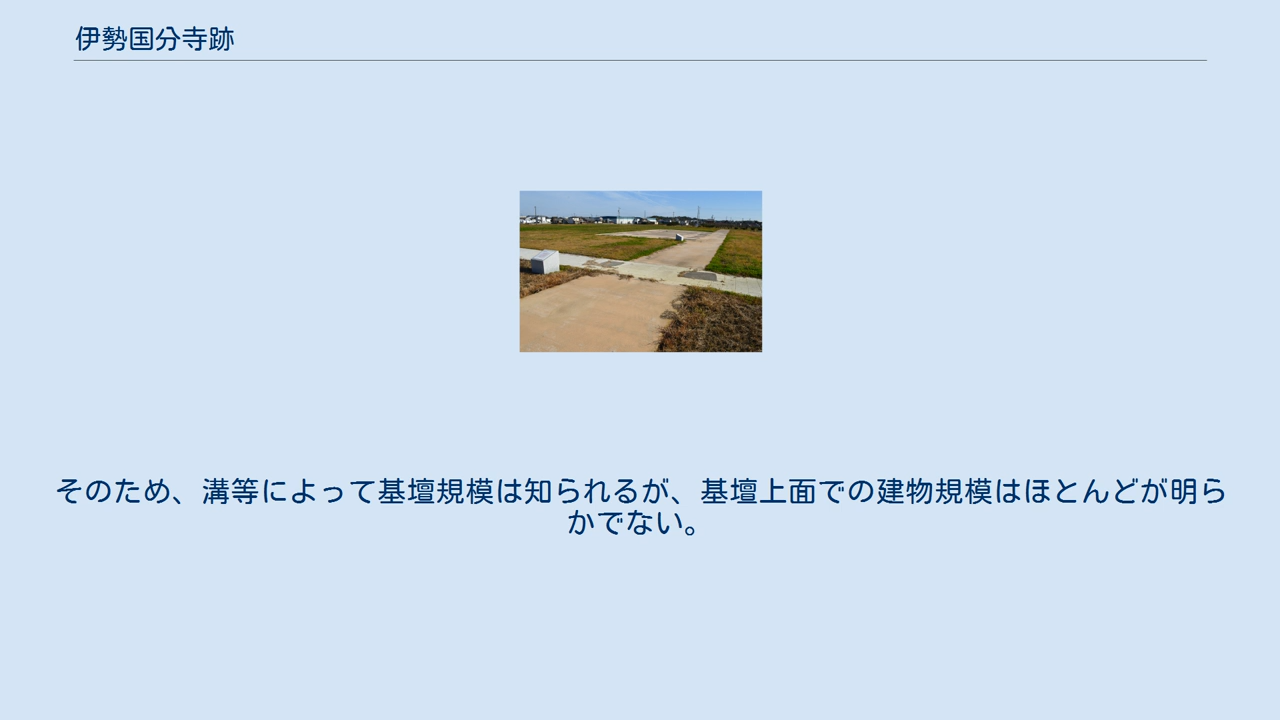 伊勢国分寺跡
そのため、溝等によって基壇規模は知られるが、基壇上面での建物規模はほとんどが明ら
かでない。